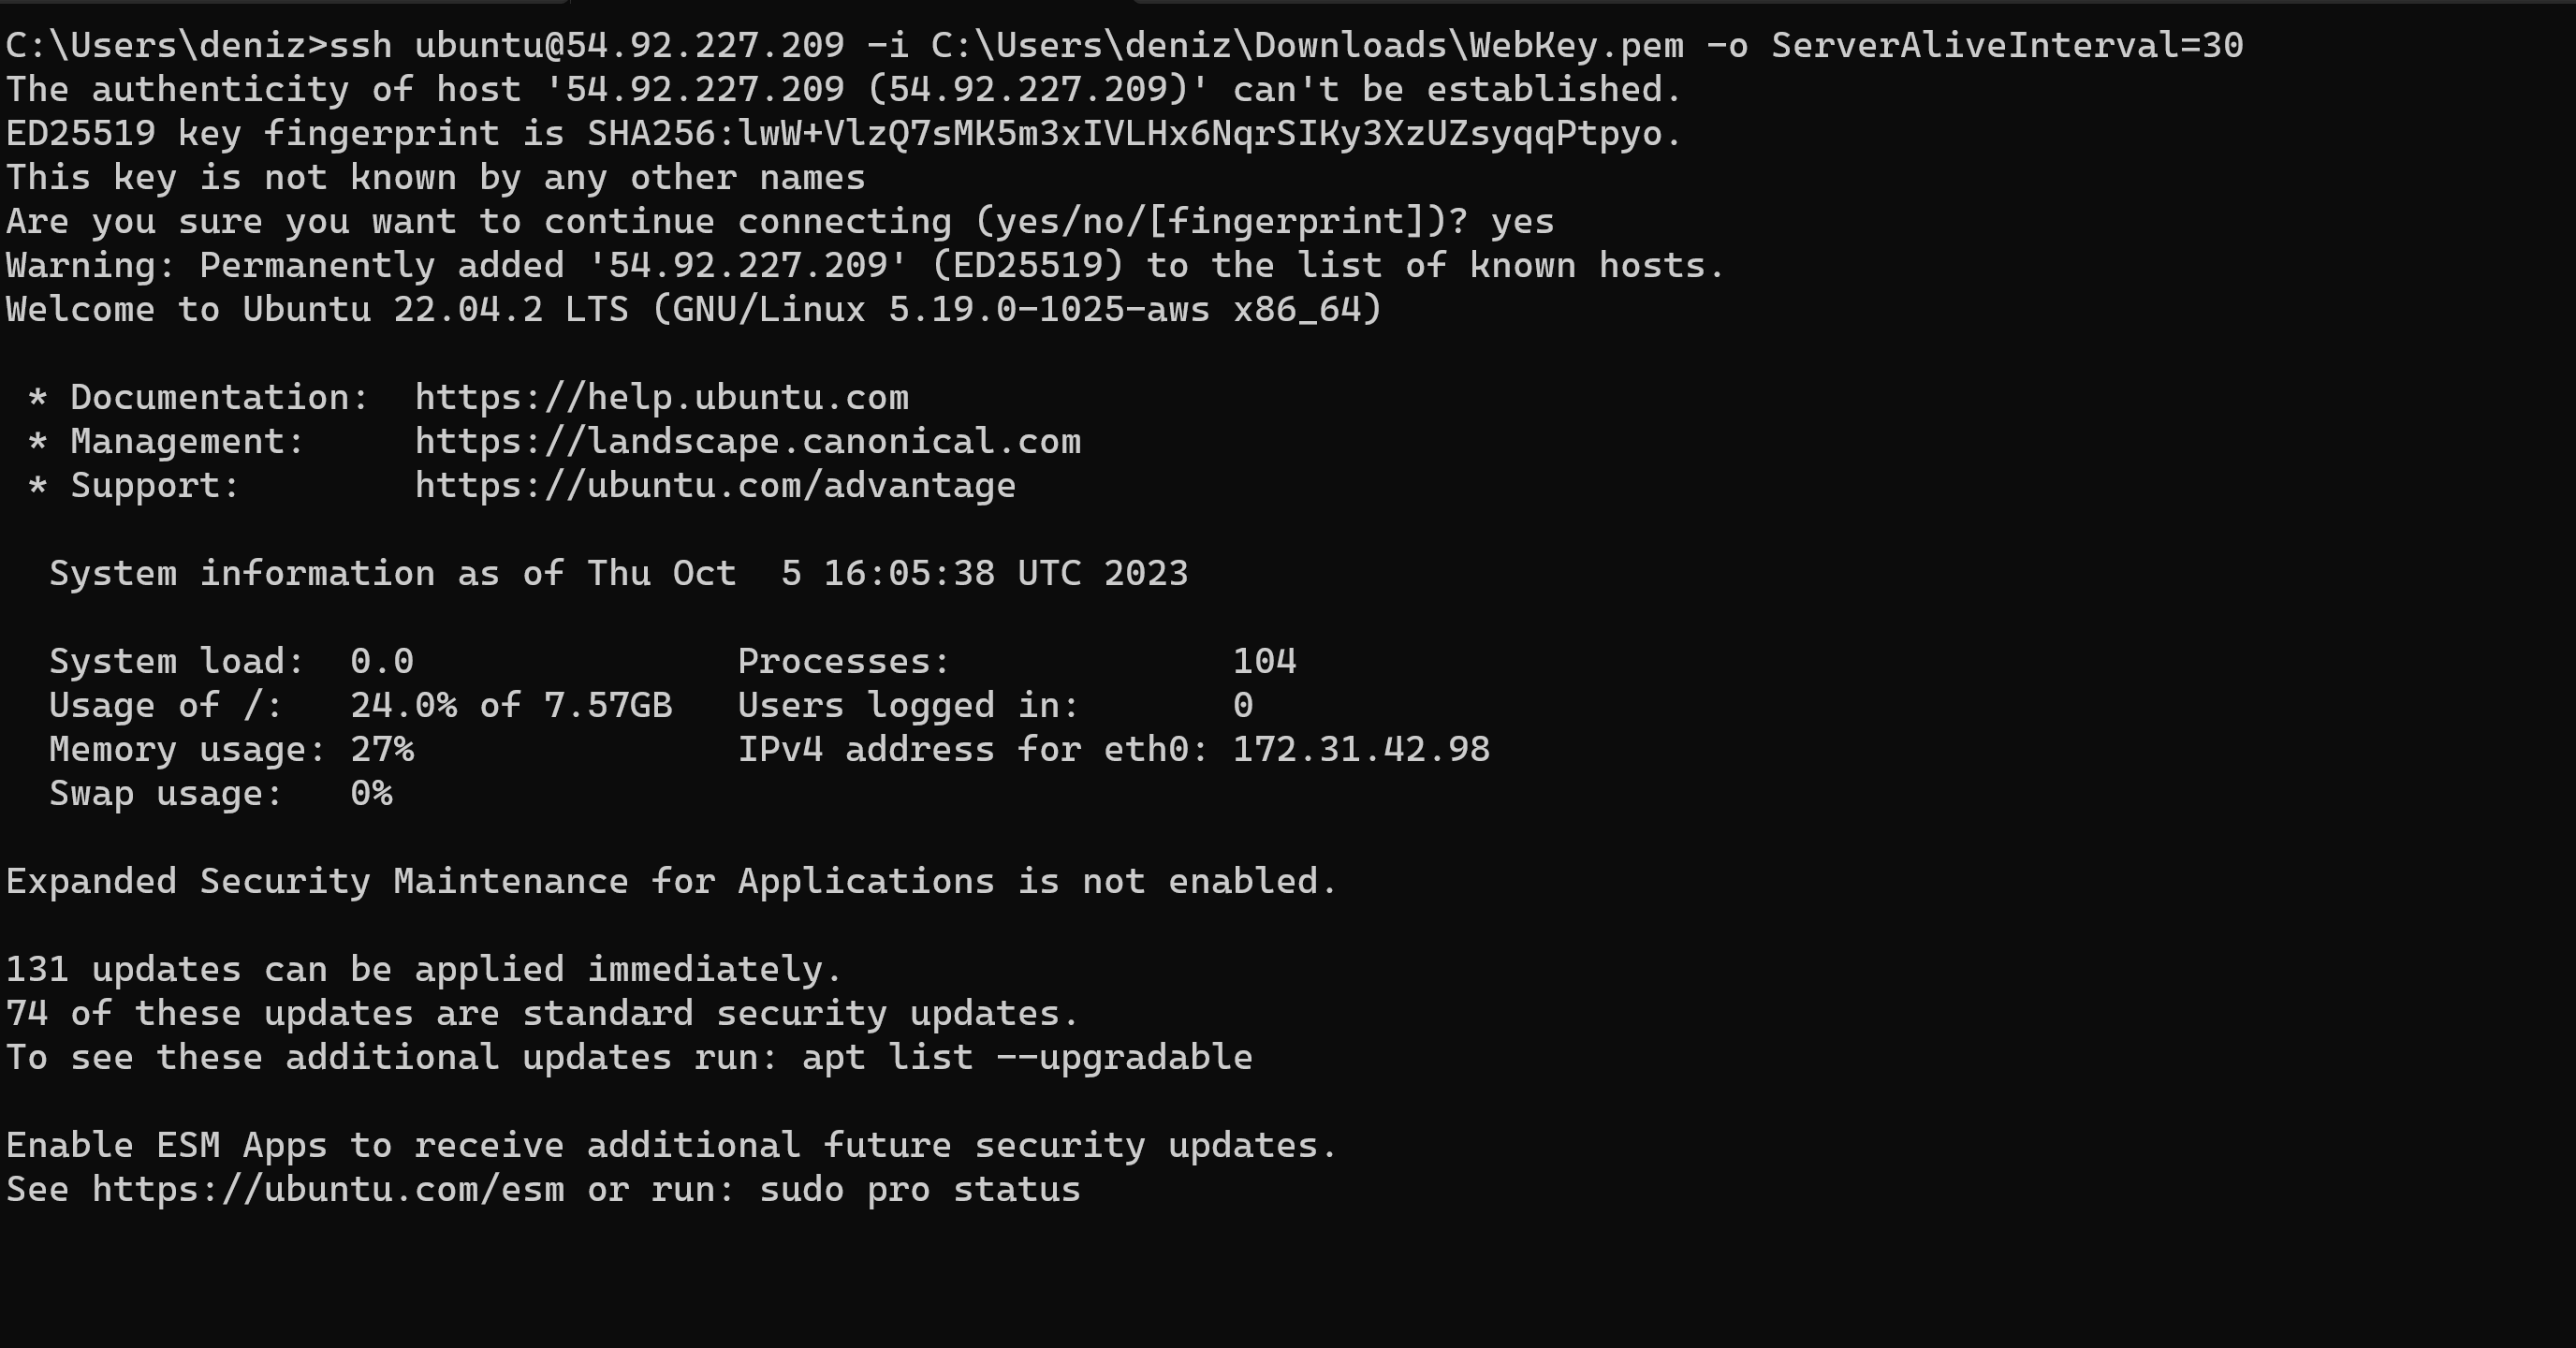 C:\Users\deniz>ssh ubuntu@54.92.227.209 -i C:\Users\deniz\Downloads\WebKey.pem -o ServerAliveInterval=30
The authenticity of host '54.92.227.209 (54.92.227.209)' can't be established.
ED25519 key fingerprint is SHA256:lwW+VlzQ7sMK5m3xIVLHx6NqrSIKy3XzUZsyqqPtpyo.
This key is not known by any other names
Are you sure you want to continue connecting (yes/no/[fingerprint])? yes
Warning: Permanently added '54.92.227.209' (ED25519) to the list of known hosts.
Welcome to Ubuntu 22.04.2 LTS (GNU/Linux 5.19.0-1025-aws x86_64)
* Documentation:  https://help.ubuntu.com
* Management:     https://landscape.canonical.com
* Support:        https://ubuntu.com/advantage
System information as of Thu Oct  5 16:05:38 UTC 2023
System load:  0.0               Processes:             104
Usage of /:   24.0% of 7.57GB   Users logged in:       0
Memory usage: 27%               IPv4 address for eth0: 172.31.42.98
Swap usage:   0%
Expanded Security Maintenance for Applications is not enabled.
131 updates can be applied immediately.
74 of these updates are standard security updates.
To see these additional updates run: apt list --upgradable
Enable ESM Apps to receive additional future security updates.
See https://ubuntu.com/esm or run: sudo pro status